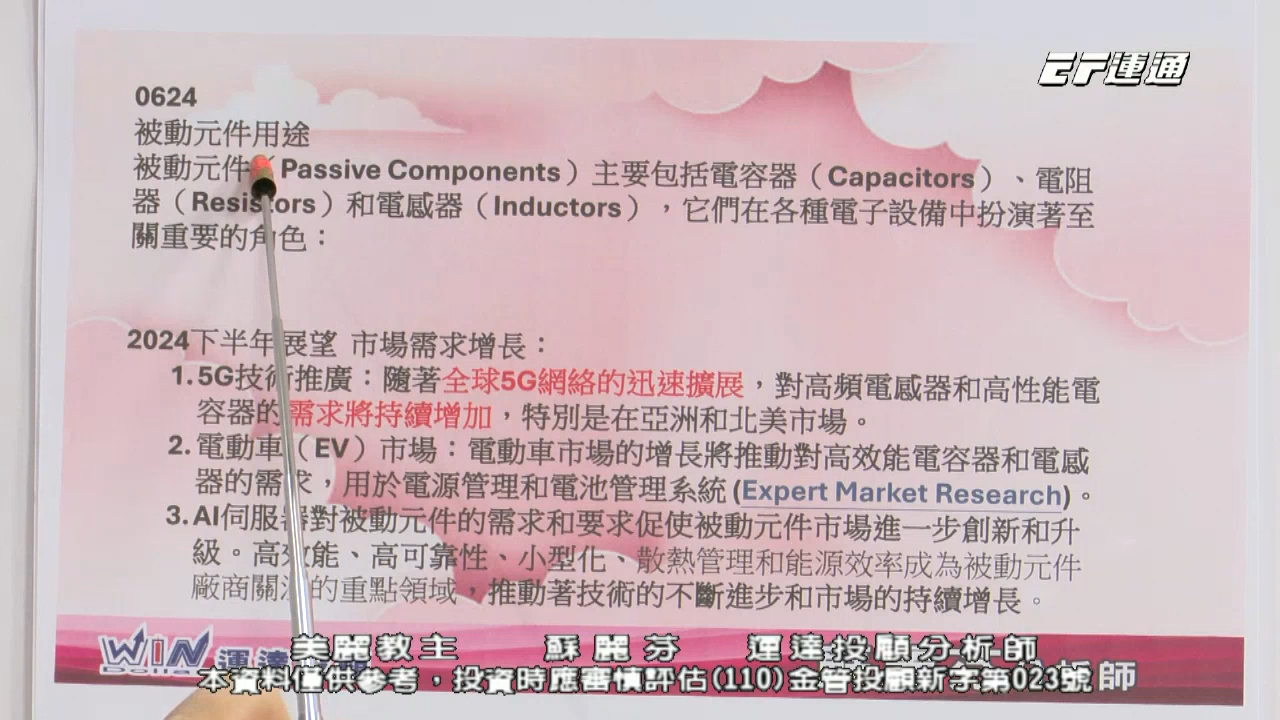 EF運通
0624
被動元件用途
被動元件（Passive Components）主要包括電容器（Capacitors）、電阻
器（Resistors）和電感器（Inductors），它們在各種電子設備中扮演著至
關重要的角色：
2024下半年展望 市場需求增長：
1. 5G技術推廣：隨著全球5G網絡的迅速擴展，對高頻電感器和高性能電
容器的需求將持續增加，特別是在亞洲和北美市場。
2. 電動車（EV）市場：電動車市場的增長將推動對高效能電容器和電感
器的需求，用於電源管理和電池管理系統 (Expert Market Research)。
3. AI伺服器對被動元件的需求和要求促使被動元件市場進一步創新和升
級。高效能、高可靠性、小型化、散熱管理和能源效率成為被動元件
廠商關注的重點領域，推動著技術的不斷進步和市場的持續增長。
WIN 運達
美麗教主 蘇麗芬 運達投顧分析師
本資料僅供參考，投資時應審慎評估(110)金管投顧新字第023號
師